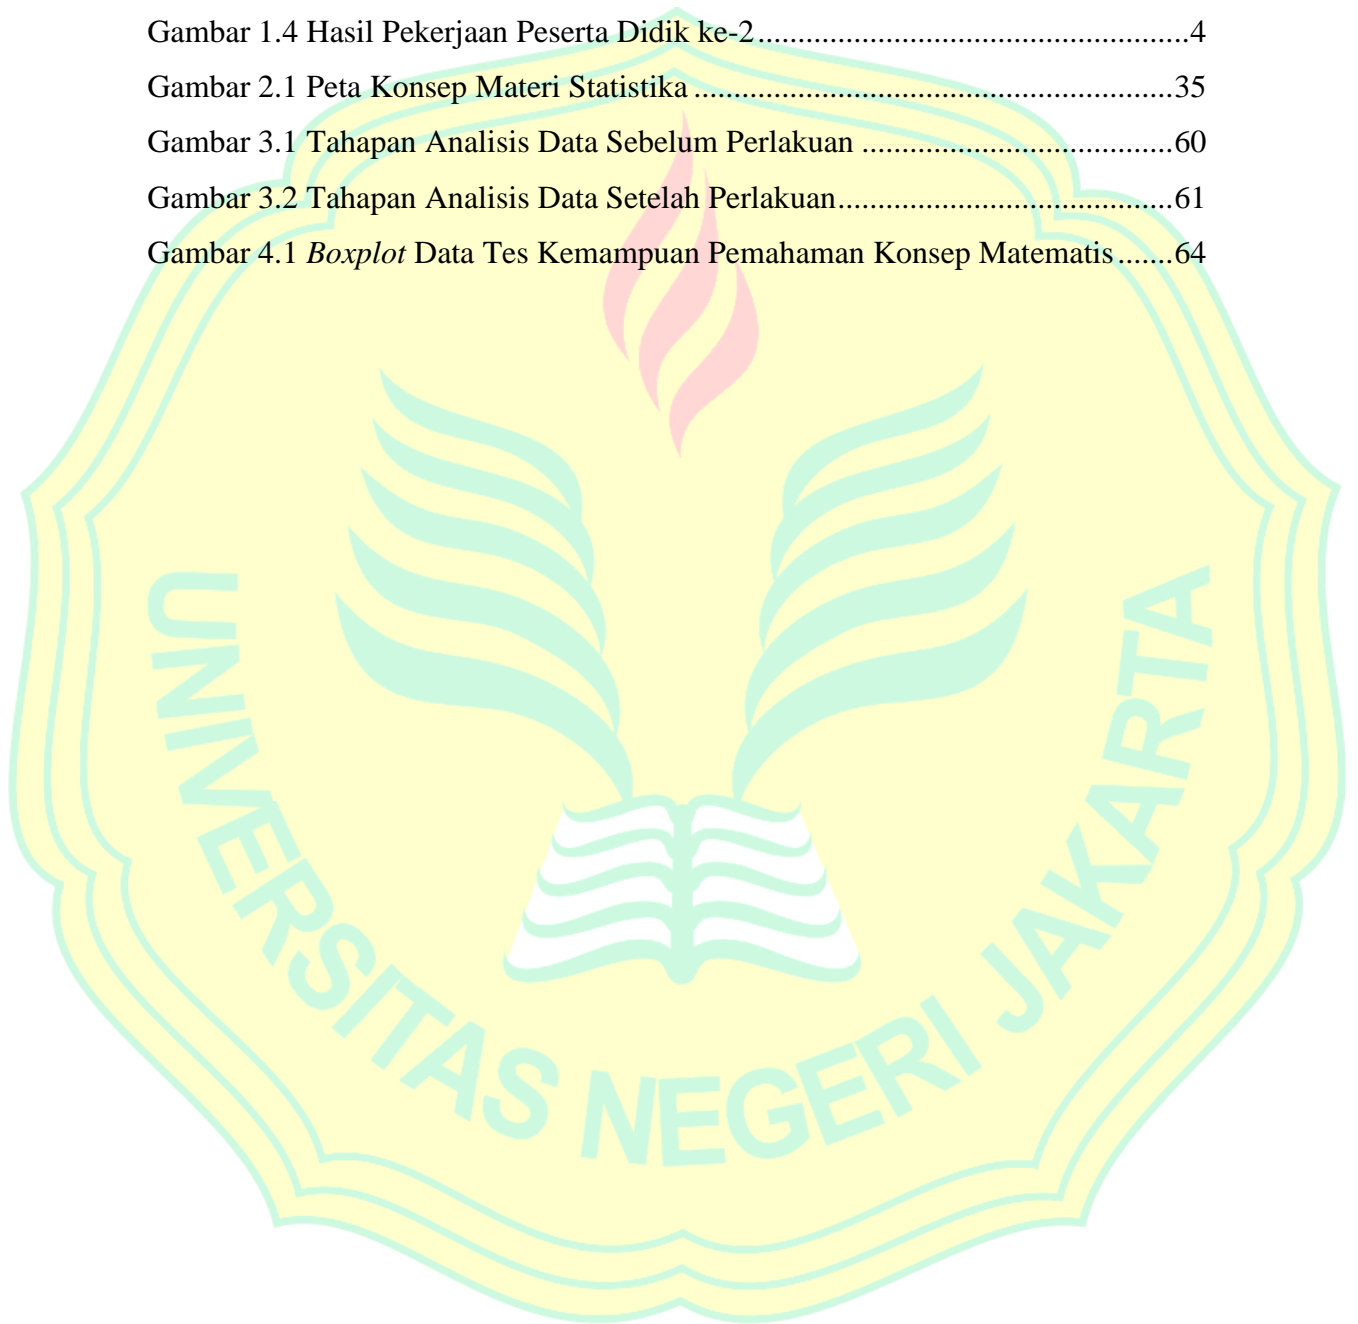 Gambar 1.4 Hasil Pekerjaan Peserta Didik ke-2......................................................4
Gambar 2.1 Peta Konsep Materi Statistika ............................................................35
Gambar 3.1 Tahapan Analisis Data Sebelum Perlakuan .......................................60
Gambar 3.2 Tahapan Analisis Data Setelah Perlakuan..........................................61
Gambar 4.1 Boxplot Data Tes Kemampuan Pemahaman Konsep Matematis.......64
UNIVERSITAS NEGERI JAKARTA